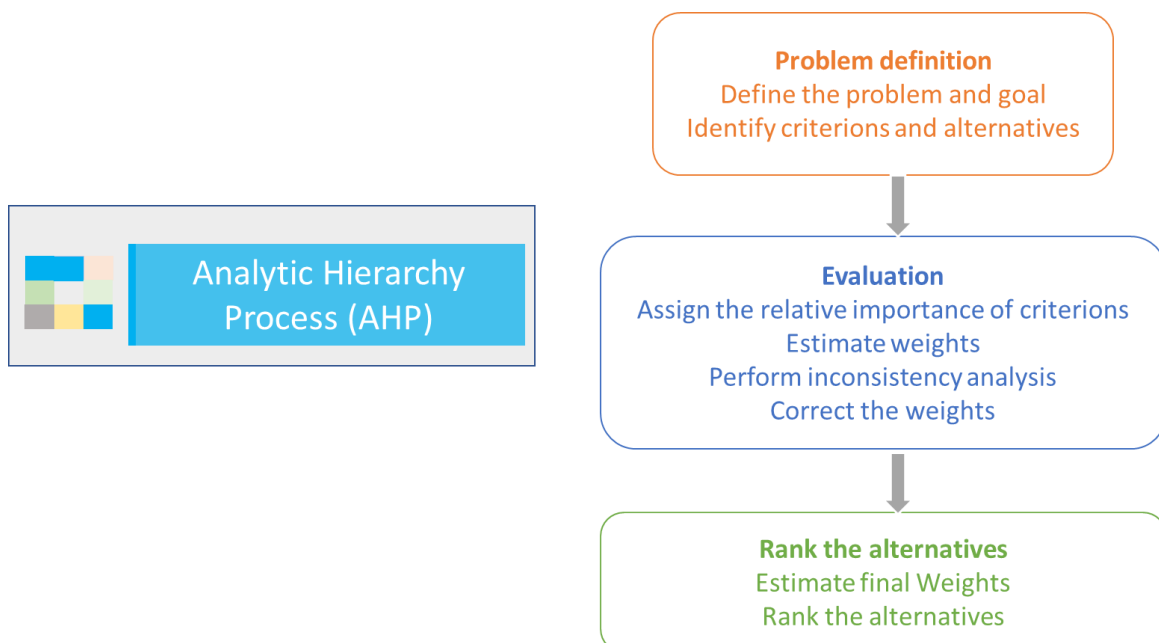 Analytic Hierarchy
Process (AHP)
Problem definition
Define the problem and goal
Identify criterions and alternatives
Evaluation
Assign the relative importance of criterions
Estimate weights
Perform inconsistency analysis
Correct the weights
Rank the alternatives
Estimate final Weights
Rank the alternatives